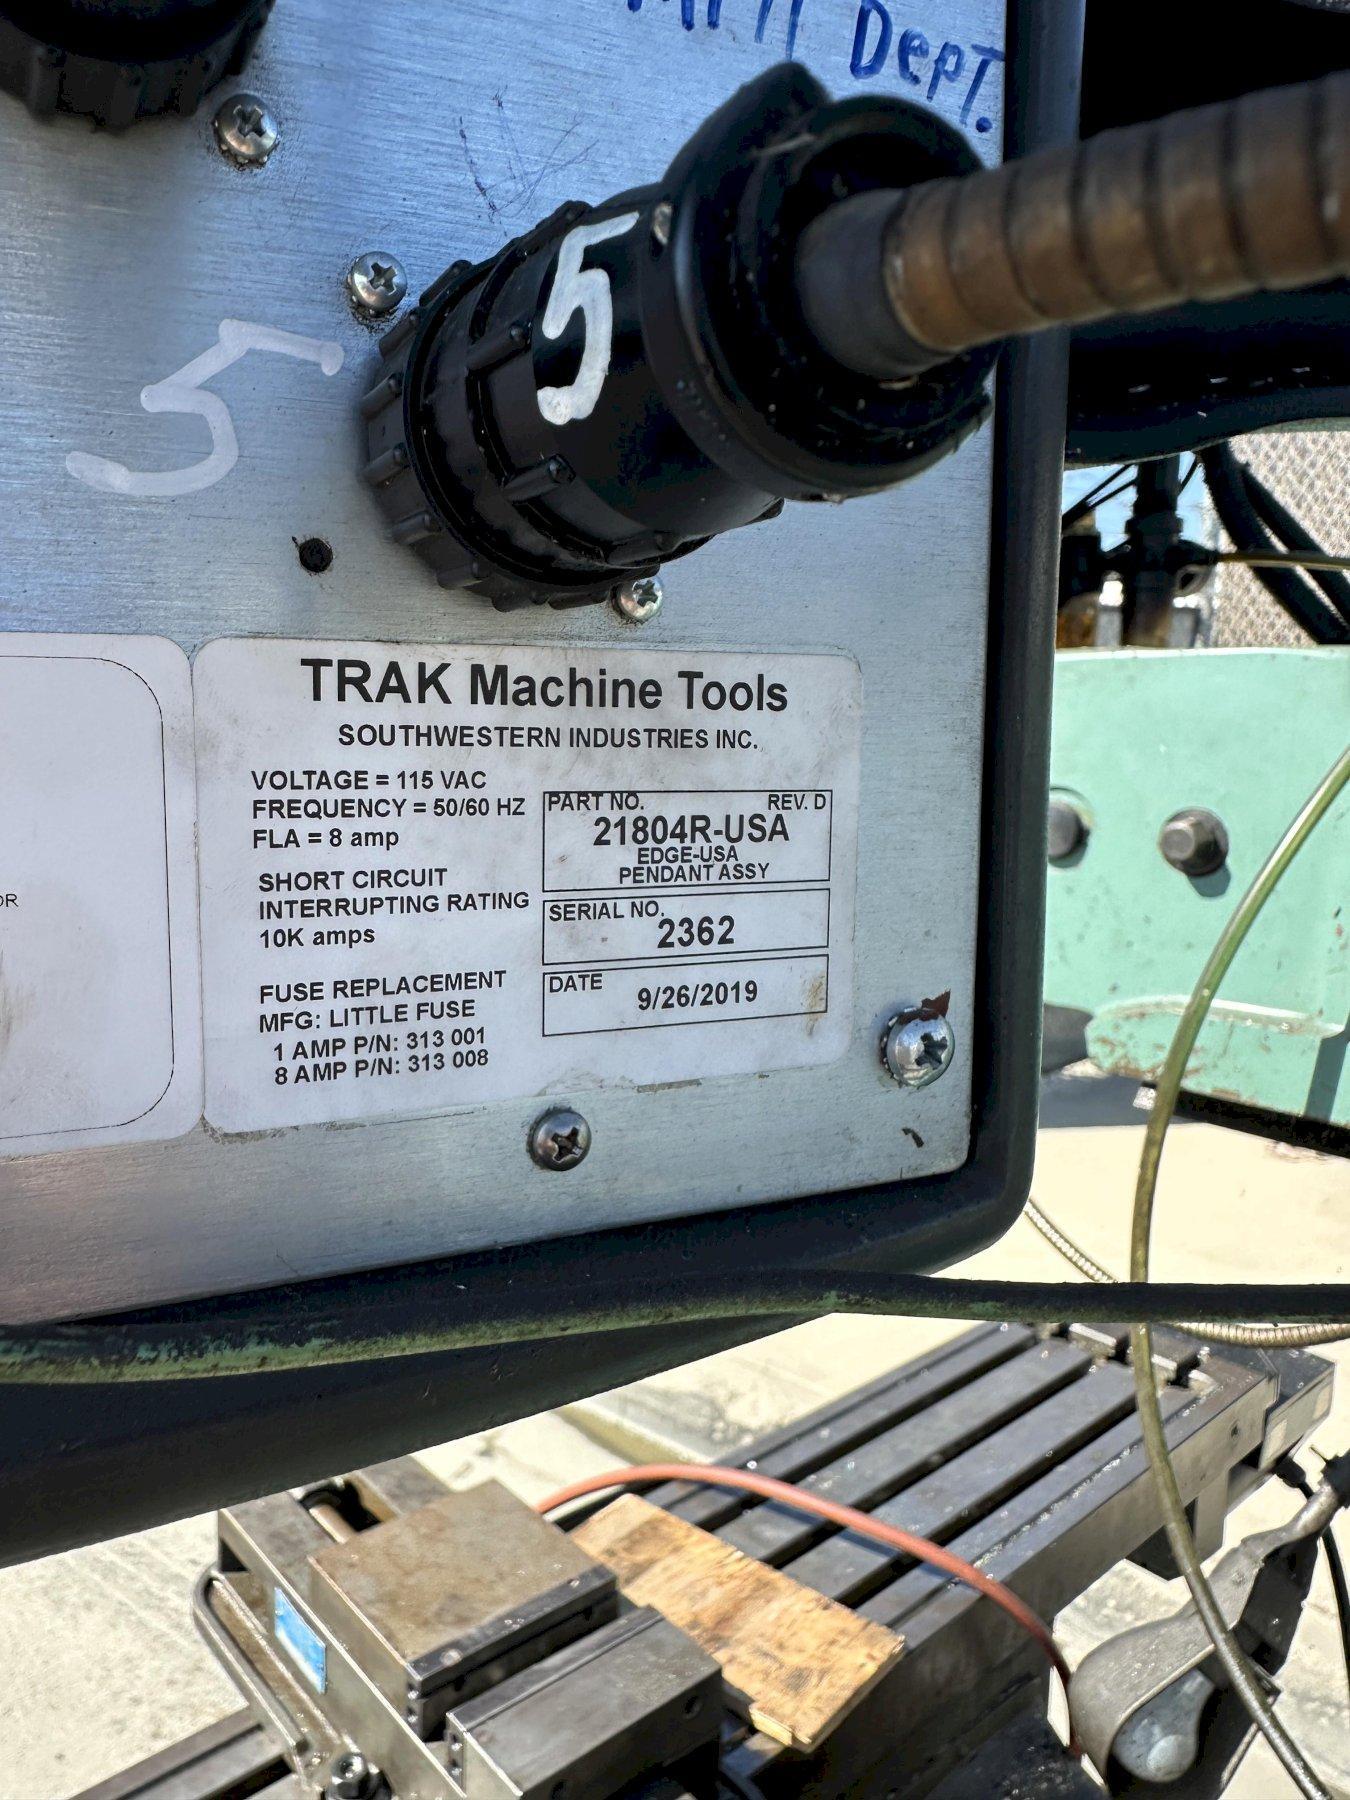 Dept.
5
5
TRAK Machine Tools
SOUTHWESTERN INDUSTRIES INC.
VOLTAGE = 115 VAC
FREQUENCY = 50/60 HZ
FLA = 8 amp
SHORT CIRCUIT
INTERRUPTING RATING
10K amps
FUSE REPLACEMENT
MFG: LITTLE FUSE
1 AMP P/N: 313 001
8 AMP P/N: 313 008
PART NO. REV. D
21804R-USA
EDGE-USA
PENDANT ASSY
SERIAL NO.
2362
DATE
9/26/2019
OR